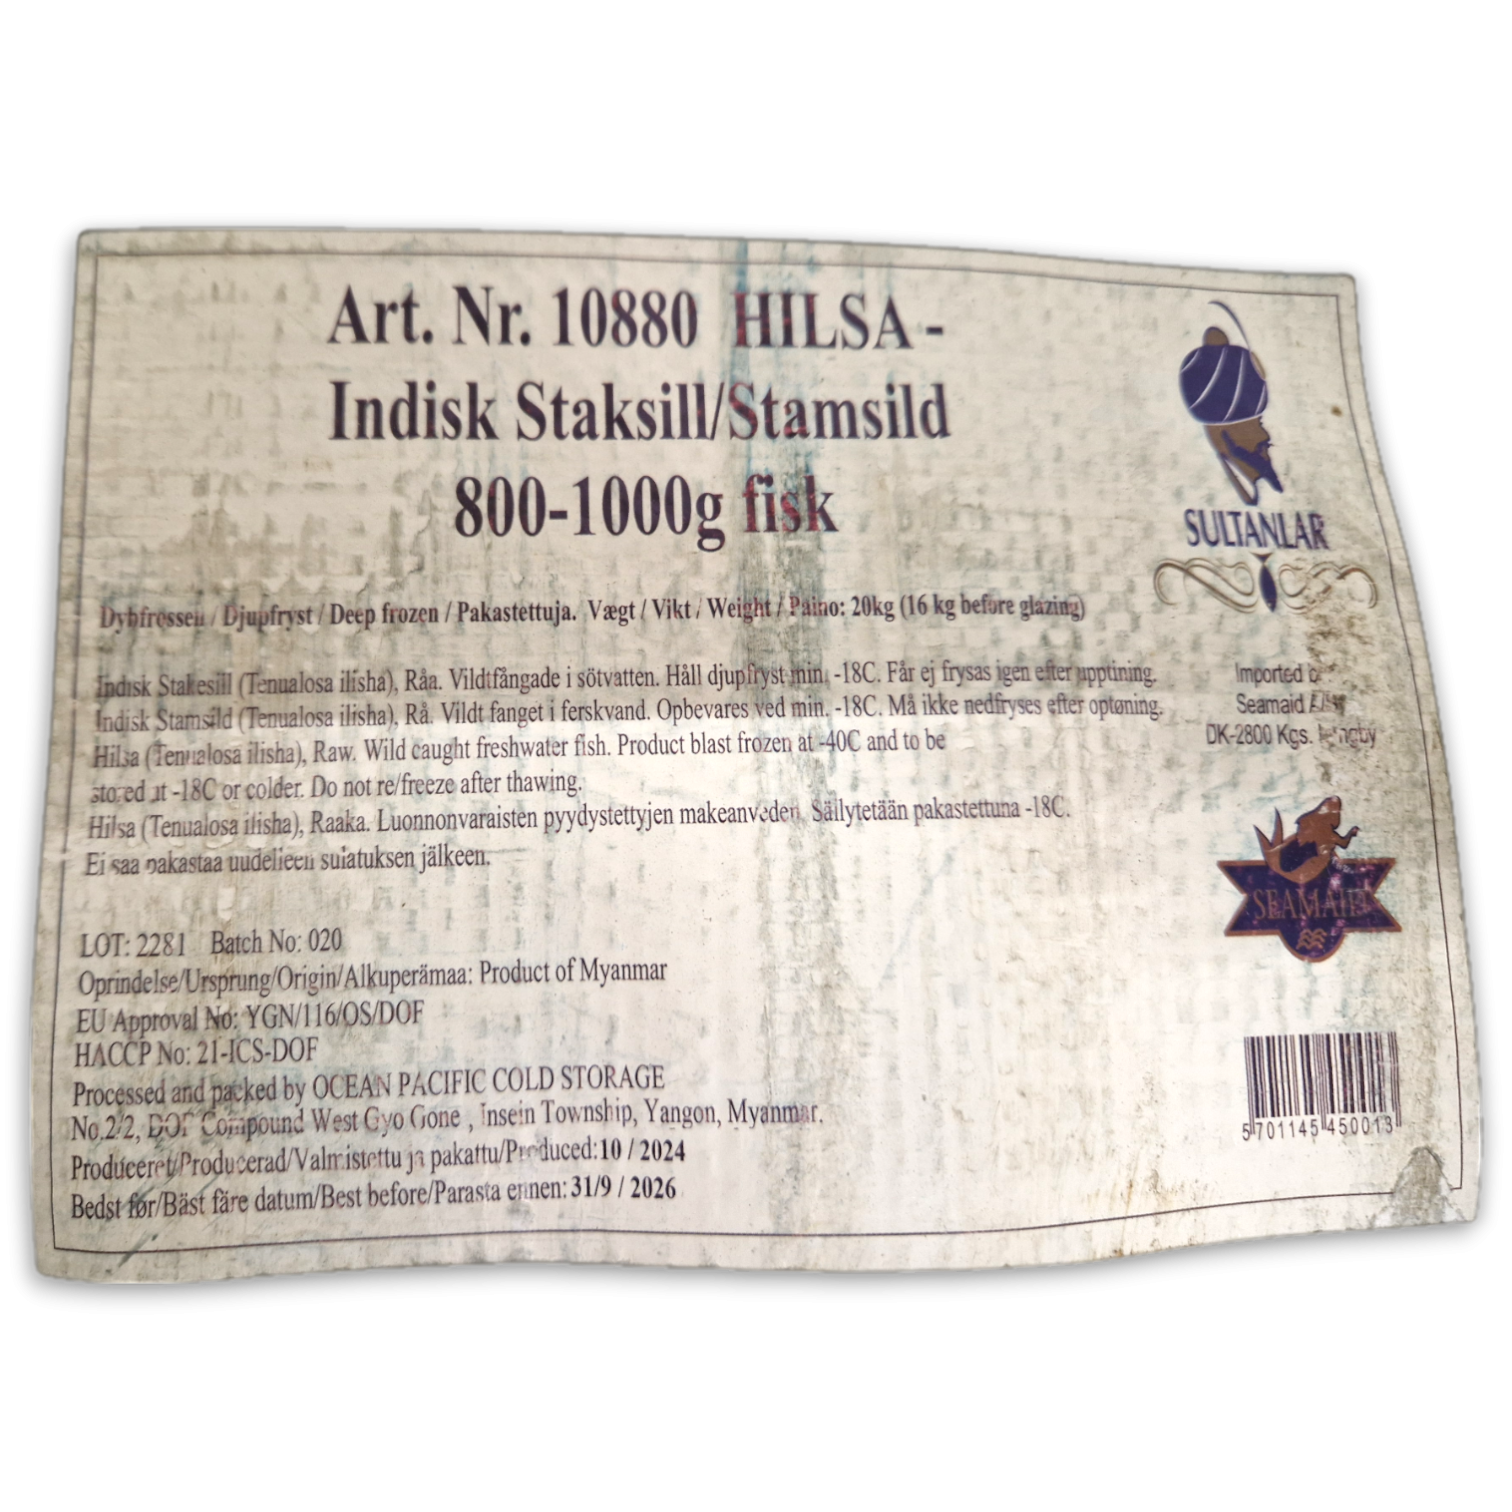 Art. Nr. 10880 HILSA -
Indisk Staksill/Stamsild
800-1000g fisk
SULTANLAR
Dybfrossen / Djupfryst / Deep frozen / Pakastettuja. Vægt / Vikt / Weight / Paino: 20kg (16 kg before glazing)
Indisk Stakesill (Tenualosa ilisha), Råa. Vildtfångade i sötvatten. Håll djupfryst min. -18C. Får ej frysas igen efter upptining.
Indisk Stamsild (Tenualosa ilisha), Rå. Vildt fanget i ferskvand. Opbevares ved min. -18C. Må ikke nedfryses efter optøning.
Hilsa (Tenualosa ilisha), Raw. Wild caught freshwater fish. Product blast frozen at -40C and to be
stored at -18C or colder. Do not re/freeze after thawing.
Hilsa (Tenualosa ilisha), Raaka. Luonnonvaraisten pyydystettyjen makeanveden. Säilytetään pakastettuna -18C.
Ei saa pakastaa uudelleen sulatuksen jälkeen.
Imported
Seamaid
DK-2800 Kgs. Lyngby
SEAMAID
LOT: 2281 Batch No: 020
Oprindelse/Ursprung/Origin/Alkuperämaa: Product of Myanmar
EU Approval No: YGN/116/OS/DOF
HACCP No: 21-ICS-DOF
Processed and packed by OCEAN PACIFIC COLD STORAGE
No.2/2, DOF Compound West Gyo Gone , Insein Township, Yangon, Myanmar.
Produceret/Producerad/Valmistettu ja pakattu/Produced:10 / 2024
Bedst før/Bäst färe datum/Best before/Parasta ennen: 31/9 / 2026
5 701145 450013